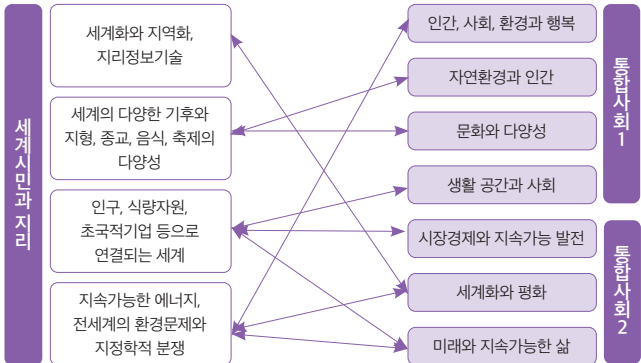 세계시민과 지리
세계화와 지역화,
지리정보기술
세계의 다양한 기후와
지형, 종교, 음식, 축제의
다양성
인구, 식량자원,
초국적기업 등으로
연결되는 세계
지속가능한 에너지,
전세계의 환경문제와
지정학적 분쟁
인간, 사회, 환경과 행복
자연환경과 인간
문화와 다양성
생활 공간과 사회
시장경제와 지속가능 발전
세계화와 평화
미래와 지속가능한 삶
통합사회1
통합사회2